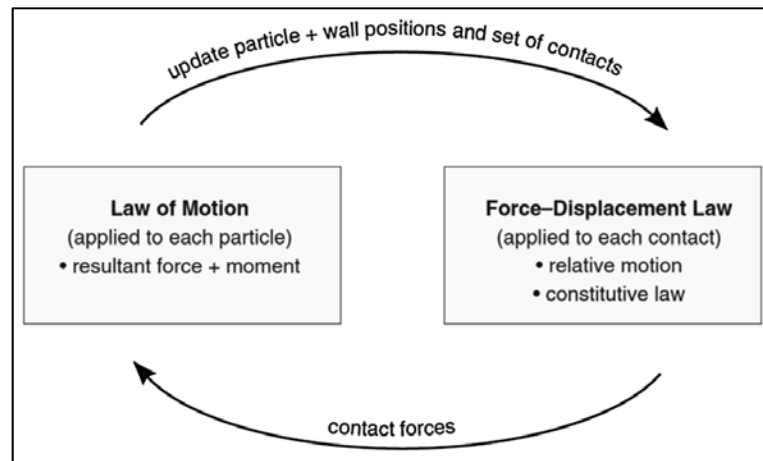 update particle + wall positions and set of contacts
Law of Motion
(applied to each particle)
• resultant force + moment
Force–Displacement Law
(applied to each contact)
• relative motion
• constitutive law
contact forces